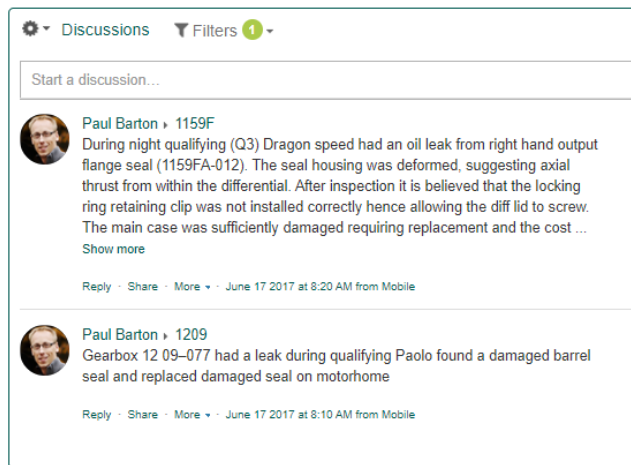 Discussions Filters 1
Start a discussion...
Paul Barton 1159F
During night qualifying (Q3) Dragon speed had an oil leak from right hand output
flange seal (1159FA-012). The seal housing was deformed, suggesting axial
thrust from within the differential. After inspection it is believed that the locking
ring retaining clip was not installed correctly hence allowing the diff lid to screw.
The main case was sufficiently damaged requiring replacement and the cost ...
Show more
Reply · Share · More · June 17 2017 at 8:20 AM from Mobile
Paul Barton 1209
Gearbox 12 09–077 had a leak during qualifying Paolo found a damaged barrel
seal and replaced damaged seal on motorhome
Reply · Share · More · June 17 2017 at 8:10 AM from Mobile